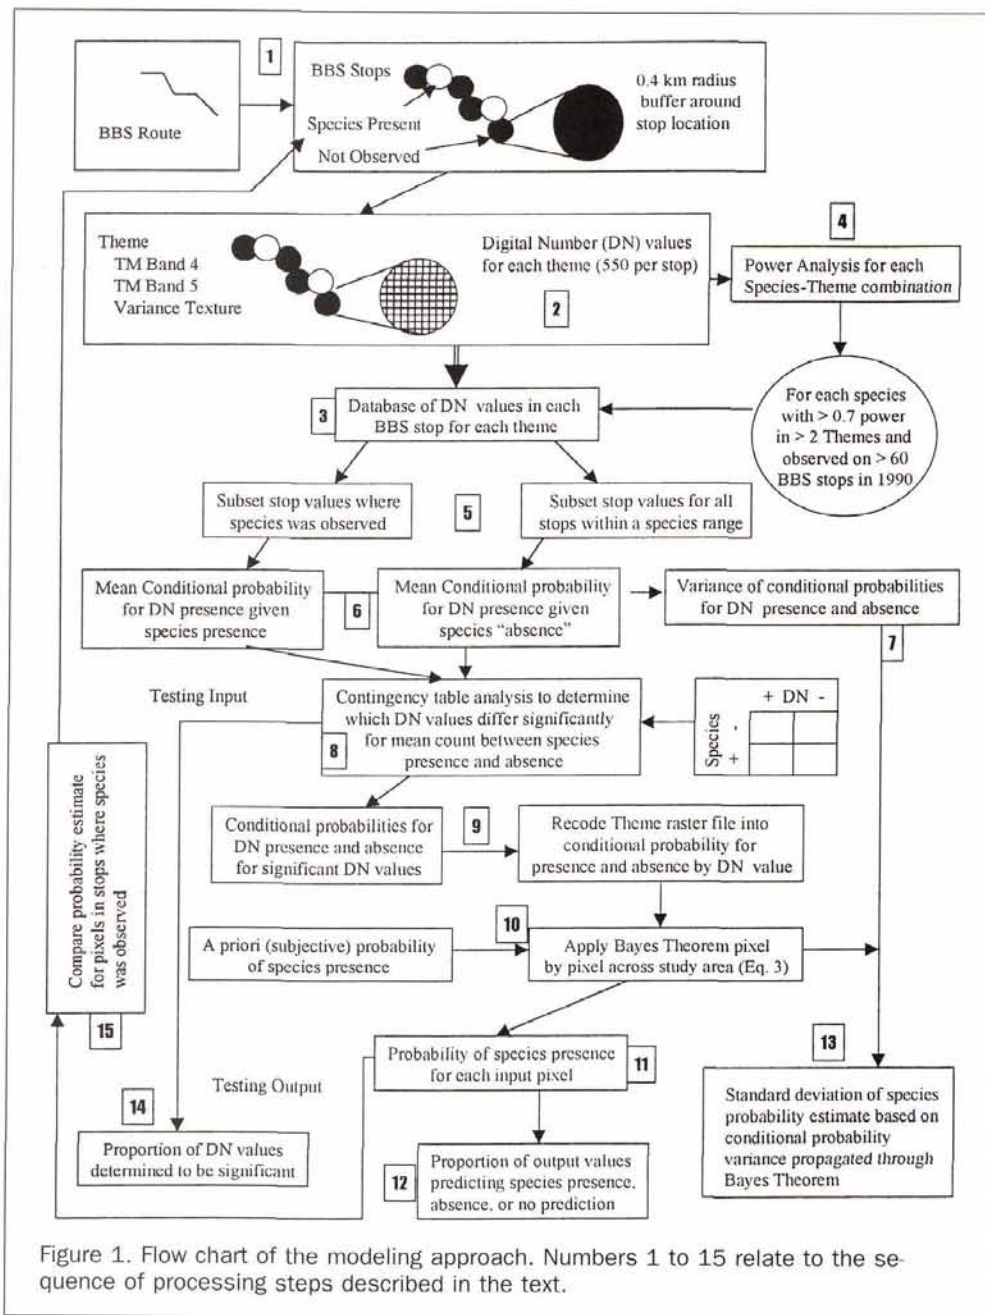 1
BBS Route
BBS Stops
Species Present
Not Observed
0.4 km radius
buffer around
stop location
Theme
TM Band 4
TM Band 5
Variance Texture
Digital Number (DN) values
for each theme (550 per stop)
2
4
Power Analysis for each
Species-Theme combination
3
Database of DN values in each
BBS stop for each theme
For each species
with > 0.7 power
in > 2 Themes and
observed on > 60
BBS stops in 1990
Subset stop values where
species was observed
5
Subset stop values for all
stops within a species range
Mean Conditional probability
for DN presence given
species presence
6
Mean Conditional probability
for DN presence given
species "absence"
Variance of conditional probabilities
for DN presence and absence
7
Testing Input
Contingency table analysis to determine
which DN values differ significantly
for mean count between species
presence and absence
8
+ DN -
Species
-
+
Conditional probabilities for
DN presence and absence
for significant DN values
9
Recode Theme raster file into
conditional probability for
presence and absence by DN value
10
A priori (subjective) probability
of species presence
Apply Bayes Theorem pixel
by pixel across study area (Eq. 3)
Compare probability estimate
for pixels in stops where species
was observed
15
Probability of species presence
for each input pixel
11
13
Testing Output
14
Proportion of DN values
determined to be significant
12
Proportion of output values
predicting species presence,
absence, or no prediction
Standard deviation of species
probability estimate based on
conditional probability
variance propagated through
Bayes Theorem
Figure 1. Flow chart of the modeling approach. Numbers 1 to 15 relate to the se-
quence of processing steps described in the text.